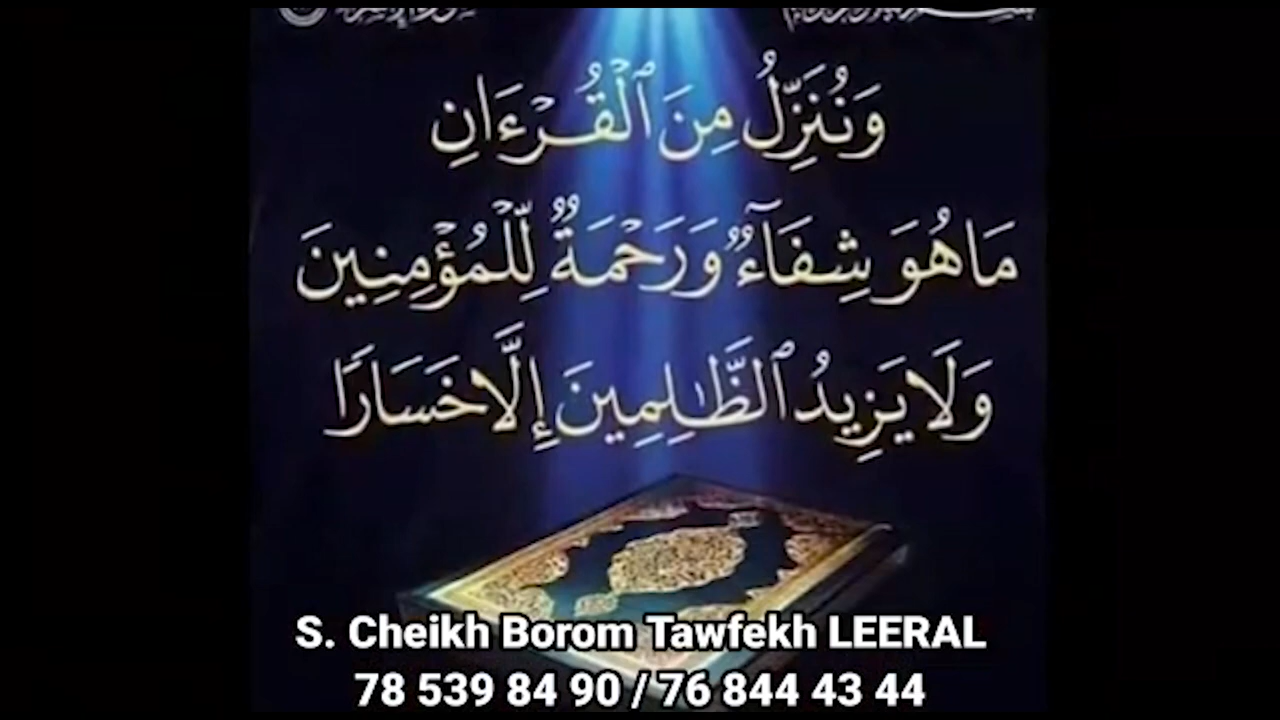 وَنُنَزِّلُ مِنَ ٱلْقُرْءَانِ
مَا هُوَ شِفَآءٌ وَرَحْمَةٌ لِّلْمُؤْمِنِينَ
وَلَا يَزِيدُ ٱلظَّٰلِمِينَ إِلَّا خَسَارًا
S. Cheikh Borom Tawfekh LEERAL
78 539 84 90 / 76 844 43 44